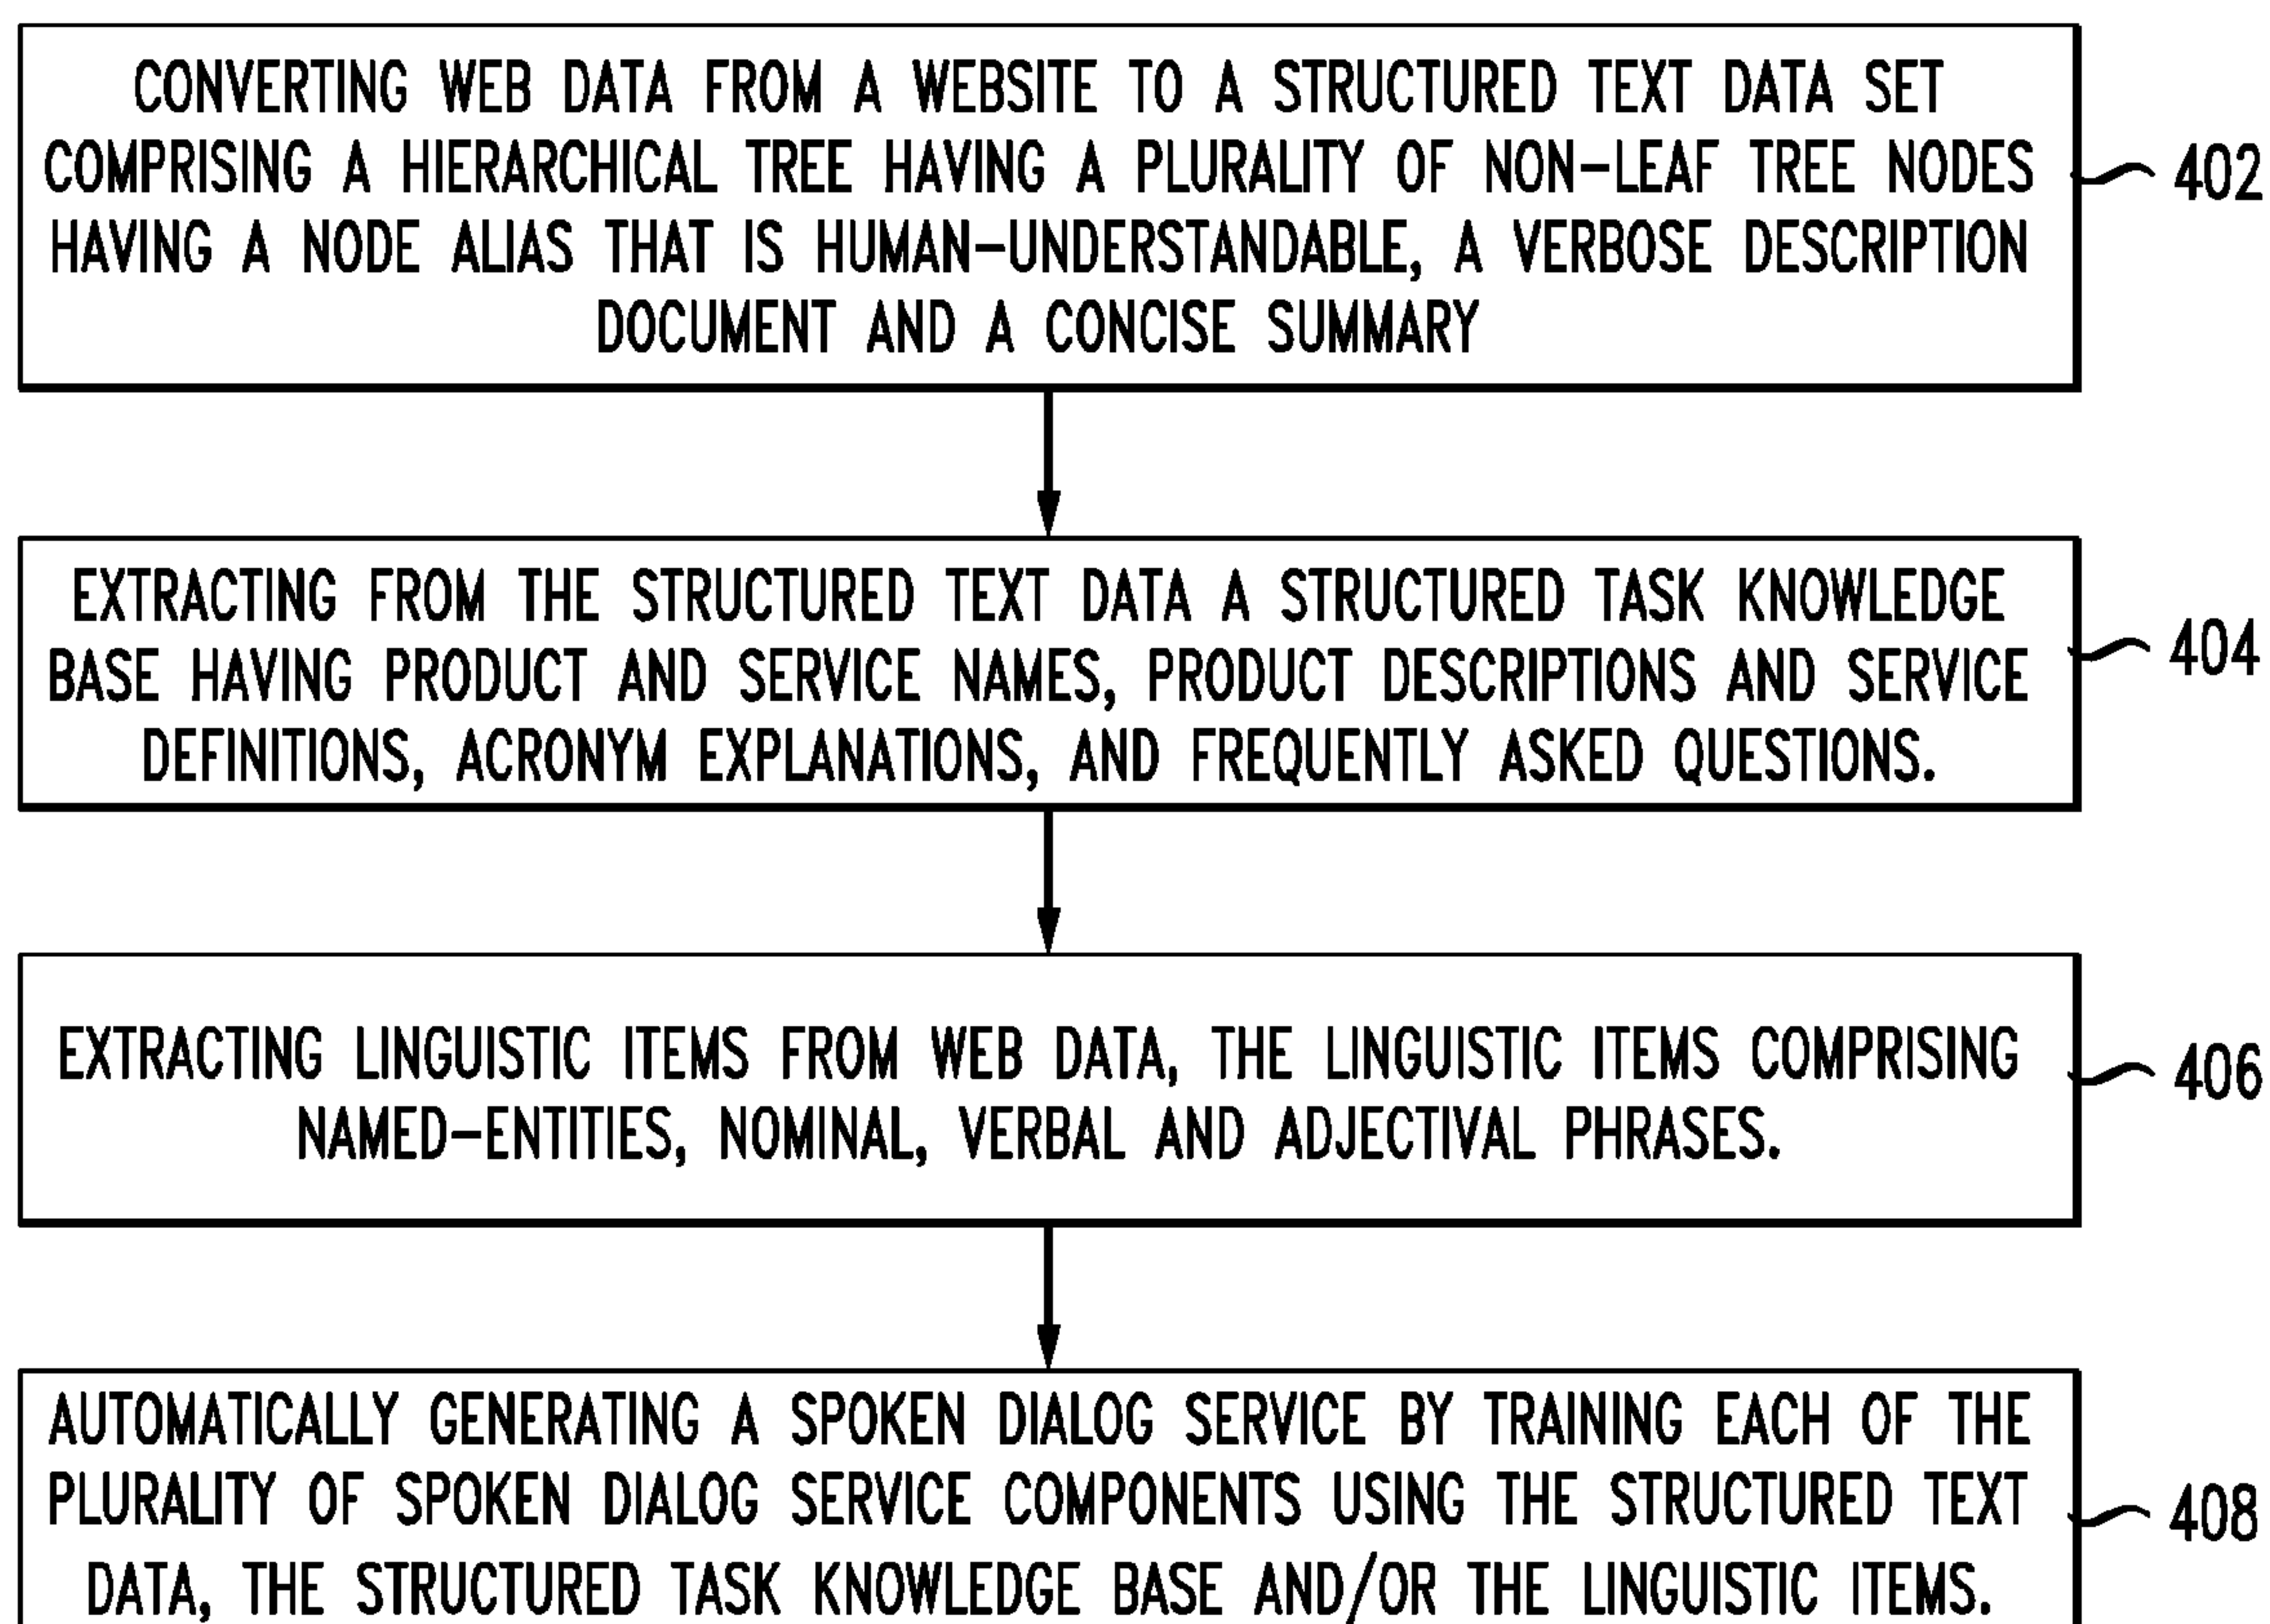 CONVERTING WEB DATA FROM A WEBSITE TO A STRUCTURED TEXT DATA SET
COMPRISING A HIERARCHICAL TREE HAVING A PLURALITY OF NON-LEAF TREE NODES
HAVING A NODE ALIAS THAT IS HUMAN-UNDERSTANDABLE, A VERBOSE DESCRIPTION
DOCUMENT AND A CONCISE SUMMARY
402
EXTRACTING FROM THE STRUCTURED TEXT DATA A STRUCTURED TASK KNOWLEDGE
BASE HAVING PRODUCT AND SERVICE NAMES, PRODUCT DESCRIPTIONS AND SERVICE
DEFINITIONS, ACRONYM EXPLANATIONS, AND FREQUENTLY ASKED QUESTIONS.
404
EXTRACTING LINGUISTIC ITEMS FROM WEB DATA, THE LINGUISTIC ITEMS COMPRISING
NAMED-ENTITIES, NOMINAL, VERBAL AND ADJECTIVAL PHRASES.
406
AUTOMATICALLY GENERATING A SPOKEN DIALOG SERVICE BY TRAINING EACH OF THE
PLURALITY OF SPOKEN DIALOG SERVICE COMPONENTS USING THE STRUCTURED TEXT
DATA, THE STRUCTURED TASK KNOWLEDGE BASE AND/OR THE LINGUISTIC ITEMS.
408